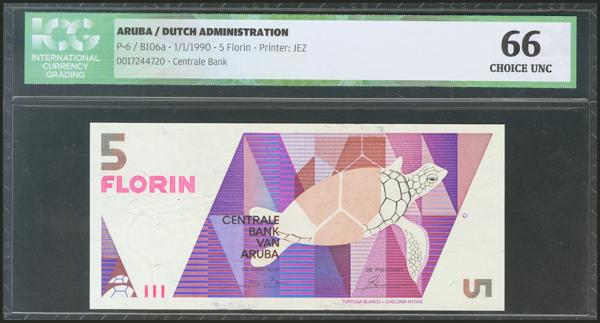 ICG
INTERNATIONAL
CURRENCY
GRADING
ARUBA / DUTCH ADMINISTRATION
P-6 / B106a - 1/1/1990 - 5 Florin - Printer: JEZ
0017244720 - Centrale Bank
66
CHOICE UNC
5
FLORIN
CENTRALE
BANK
VAN
ARUBA
DE PRESIDENT,
5
TURTUGA BLANCO - CHELONIA MYDAS